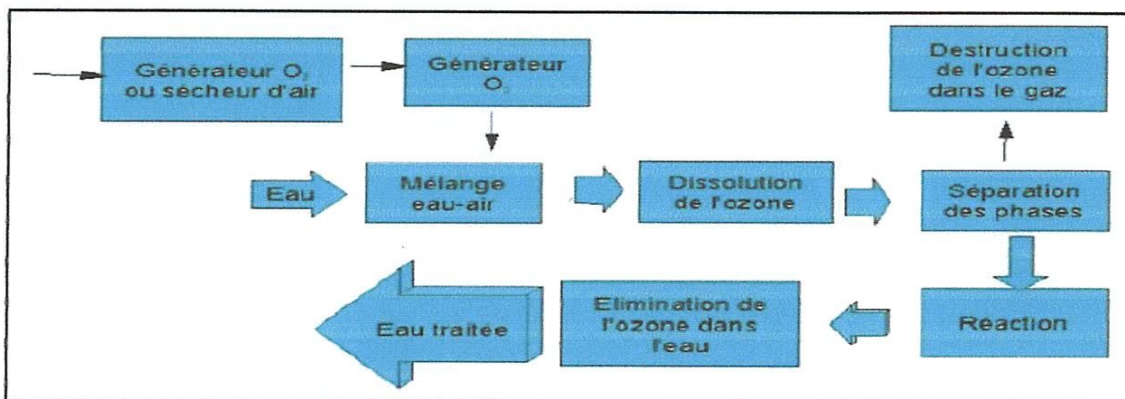 Générateur O₂
ou sécheur d'air
Générateur
O₃
Destruction
de l'ozone
dans le gaz
Eau
Mélange
eau-air
Dissolution
de l'ozone
Séparation
des phases
Réaction
Elimination de
l'ozone dans
l'eau
Eau traitée